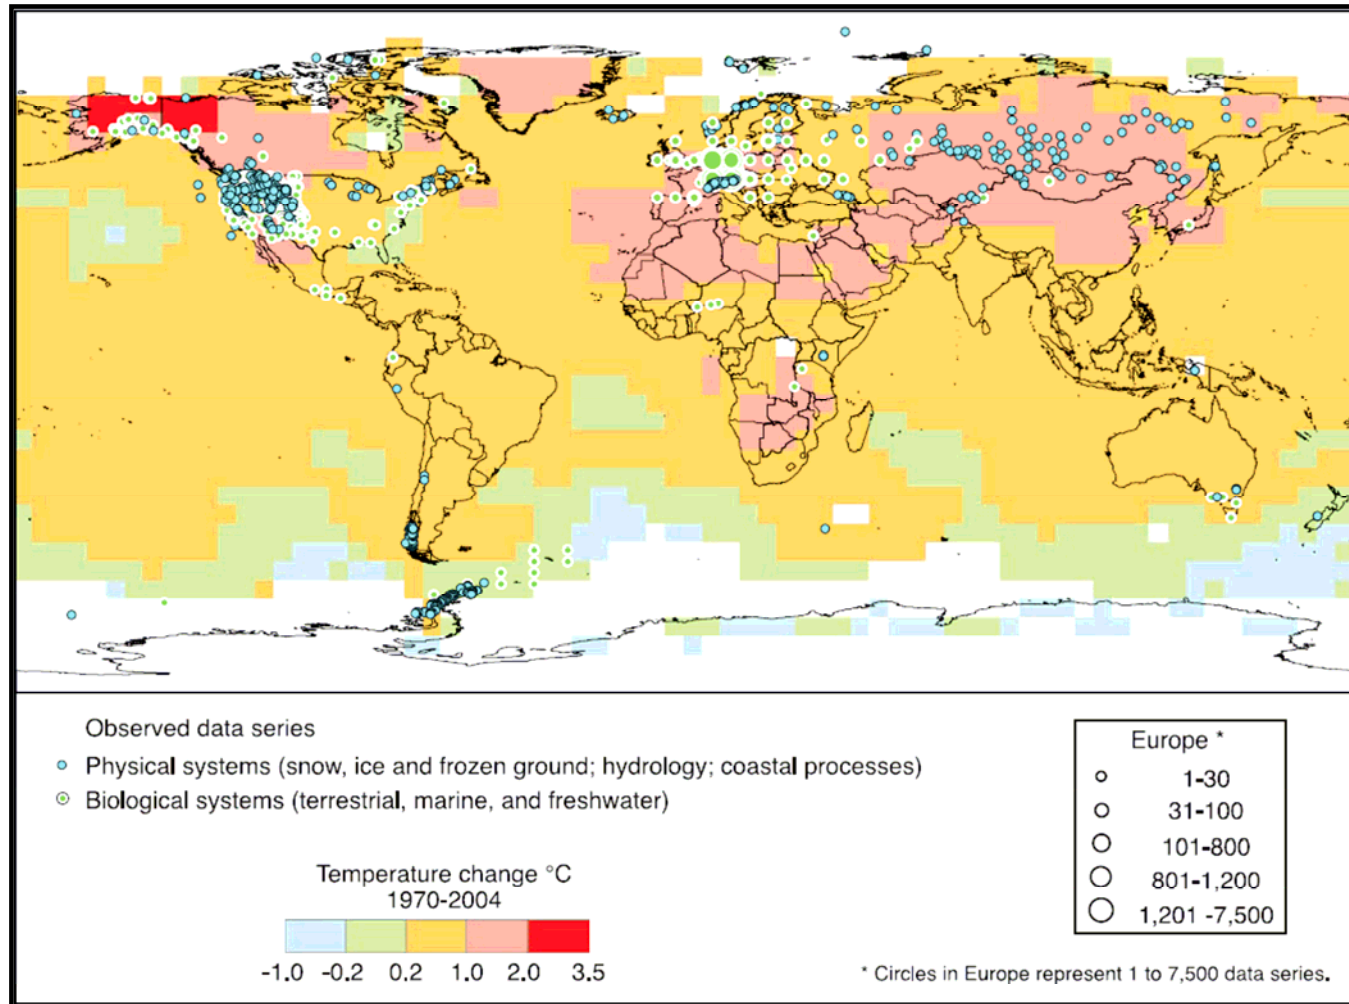 Observed data series
Physical systems (snow, ice and frozen ground; hydrology; coastal processes)
Biological systems (terrestrial, marine, and freshwater)
Temperature change °C
1970-2004
-1.0 -0.2 0.2 1.0 2.0 3.5
Europe *
1-30
31-100
101-800
801-1,200
1,201 -7,500
* Circles in Europe represent 1 to 7,500 data series.